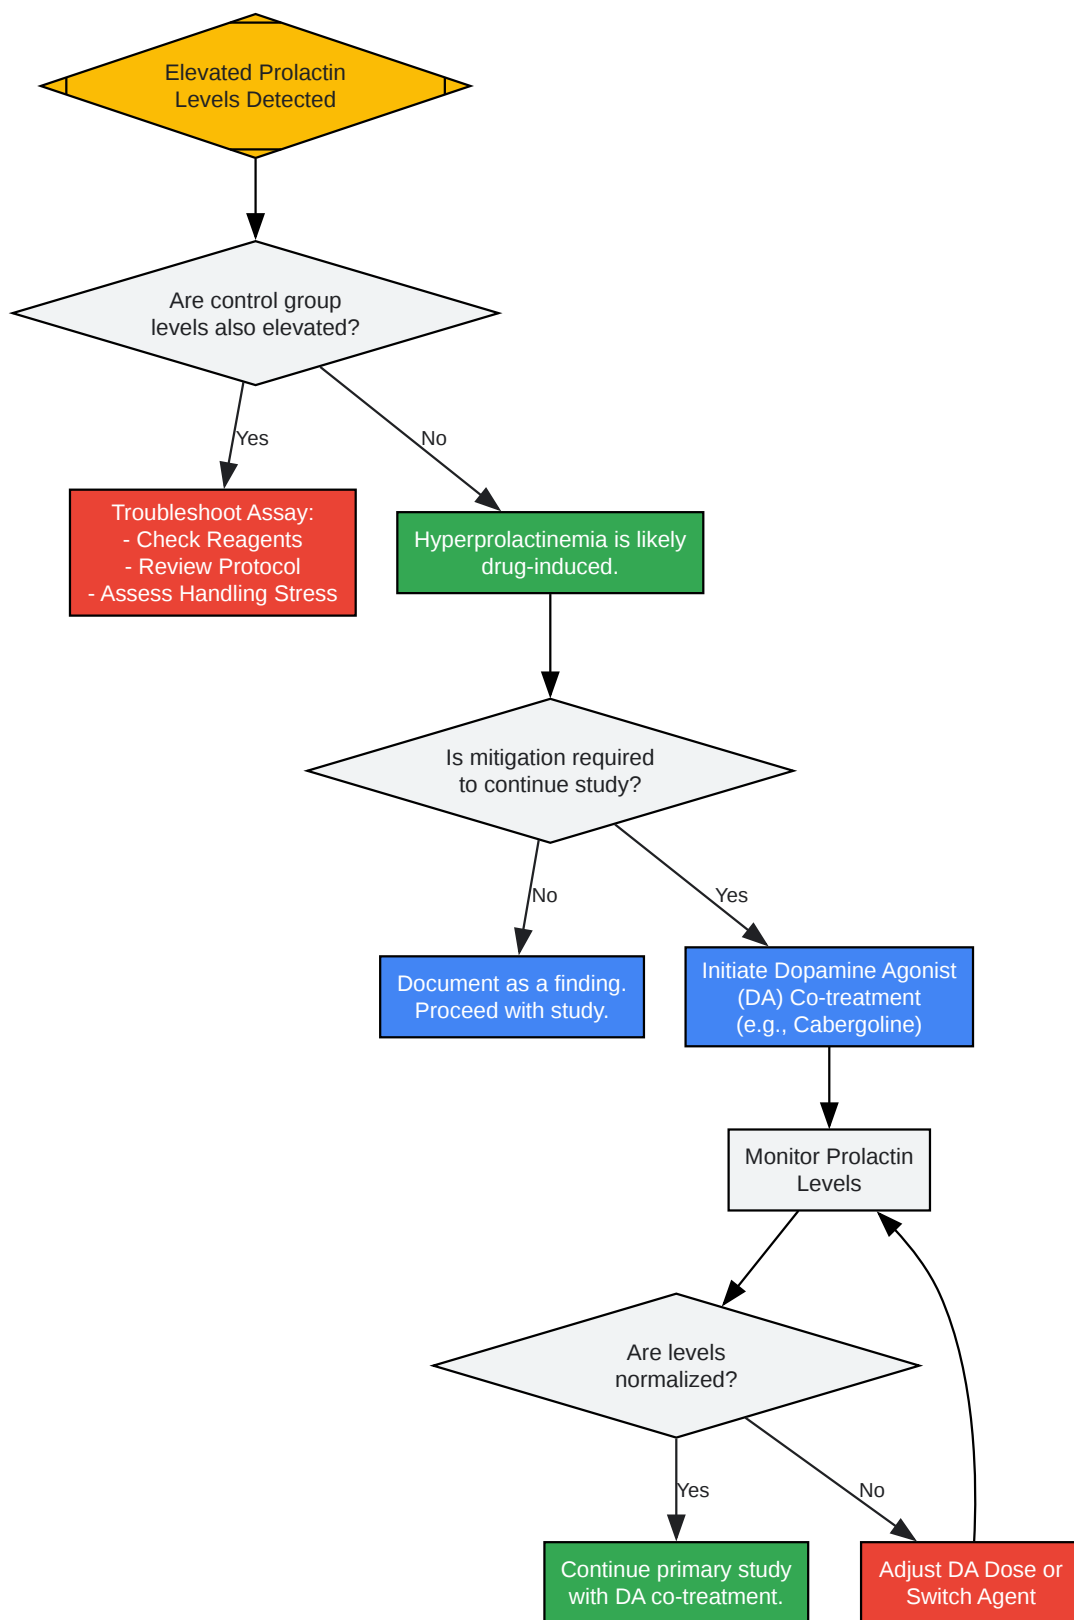 Elevated Prolactin
Levels Detected
Are control group
levels also elevated?
Yes
No
Troubleshoot Assay:
- Check Reagents
- Review Protocol
- Assess Handling Stress
Hyperprolactinemia is likely
drug-induced.
Is mitigation required
to continue study?
No
Yes
Document as a finding.
Proceed with study.
Initiate Dopamine Agonist
(DA) Co-treatment
(e.g., Cabergoline)
Monitor Prolactin
Levels
Are levels
normalized?
Yes
No
Continue primary study
with DA co-treatment.
Adjust DA Dose or
Switch Agent